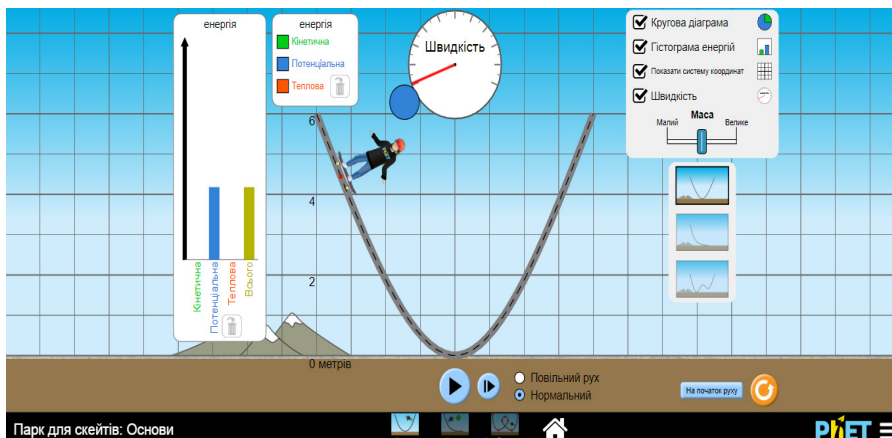 енергія
Кінетична
Потенціальна
Теплова
Всього
енергія
Кінетична
Потенціальна
Теплова
Швидкість
6
4
2
0 метрів
Кругова діаграма
Гістограма енергій
Показати систему координат
Швидкість
Маса
Малий Велике
Повільний рух
Нормальний
На початок руху
Парк для скейтів: Основи
PhET